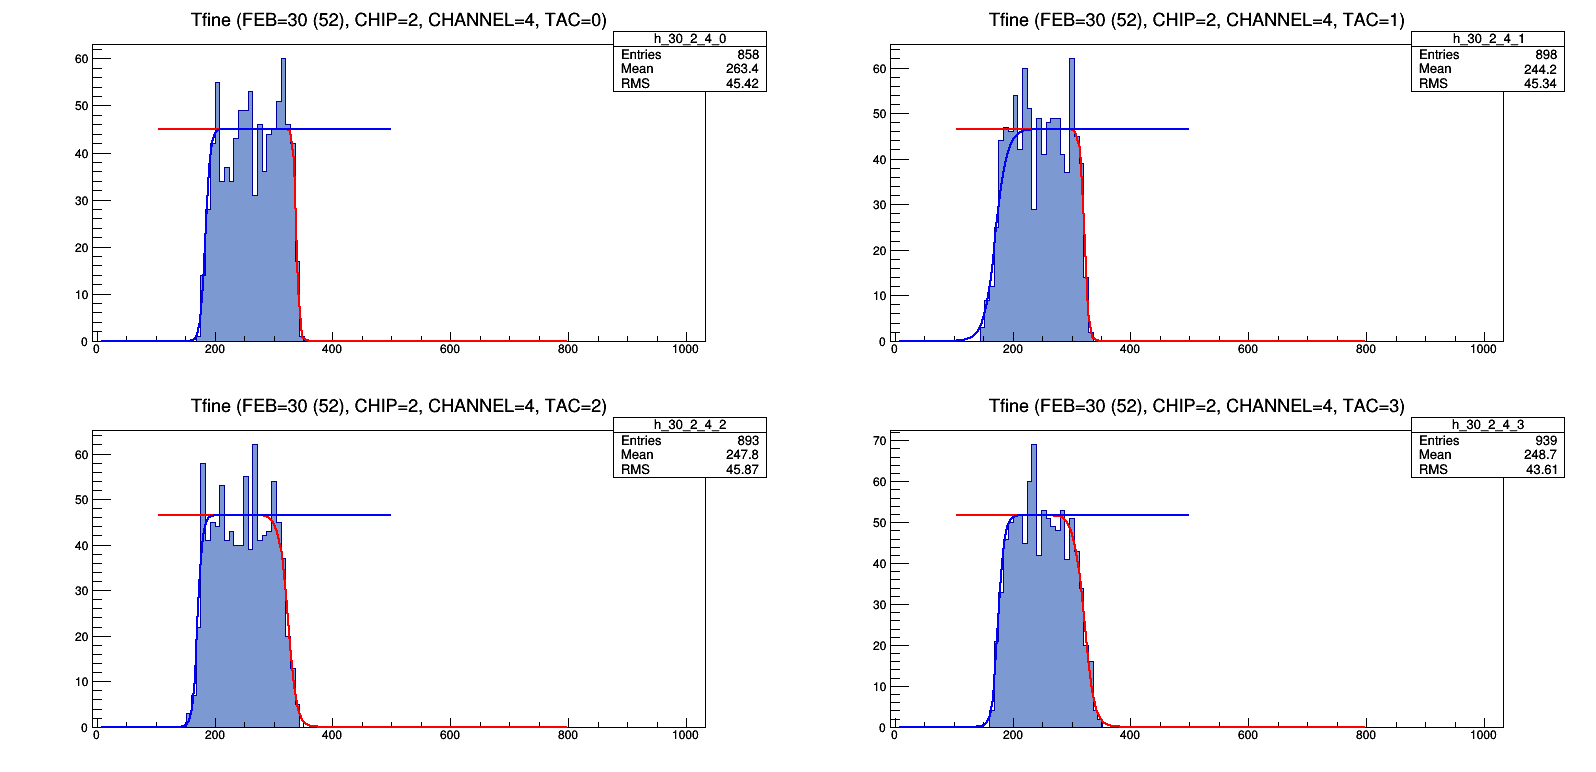 Tfine (FEB=30 (52), CHIP=2, CHANNEL=4, TAC=0)
h_30_2_4_0
Entries 858
Mean 263.4
RMS 45.42
60
50
40
30
20
10
0
0 200 400 600 800 1000
Tfine (FEB=30 (52), CHIP=2, CHANNEL=4, TAC=1)
h_30_2_4_1
Entries 898
Mean 244.2
RMS 45.34
60
50
40
30
20
10
0
0 200 400 600 800 1000
Tfine (FEB=30 (52), CHIP=2, CHANNEL=4, TAC=2)
h_30_2_4_2
Entries 893
Mean 247.8
RMS 45.87
60
50
40
30
20
10
0
0 200 400 600 800 1000
Tfine (FEB=30 (52), CHIP=2, CHANNEL=4, TAC=3)
h_30_2_4_3
Entries 939
Mean 248.7
RMS 43.61
70
60
50
40
30
20
10
0
0 200 400 600 800 1000